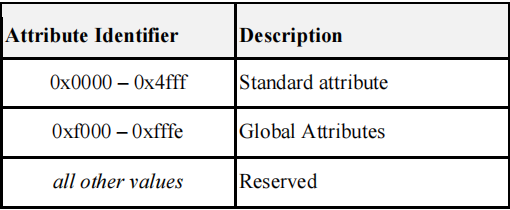 Attribute Identifier Description
0x0000 – 0x4fff Standard attribute
0xf000 – 0xfffe Global Attributes
all other values Reserved